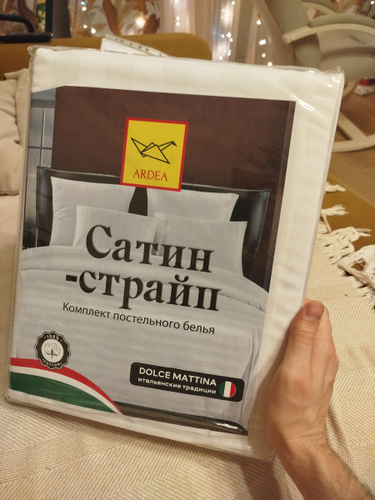 ARDEA
Сатин
-страйп
Комплект постельного белья
DOLCE MATTINA
итальянские традиции